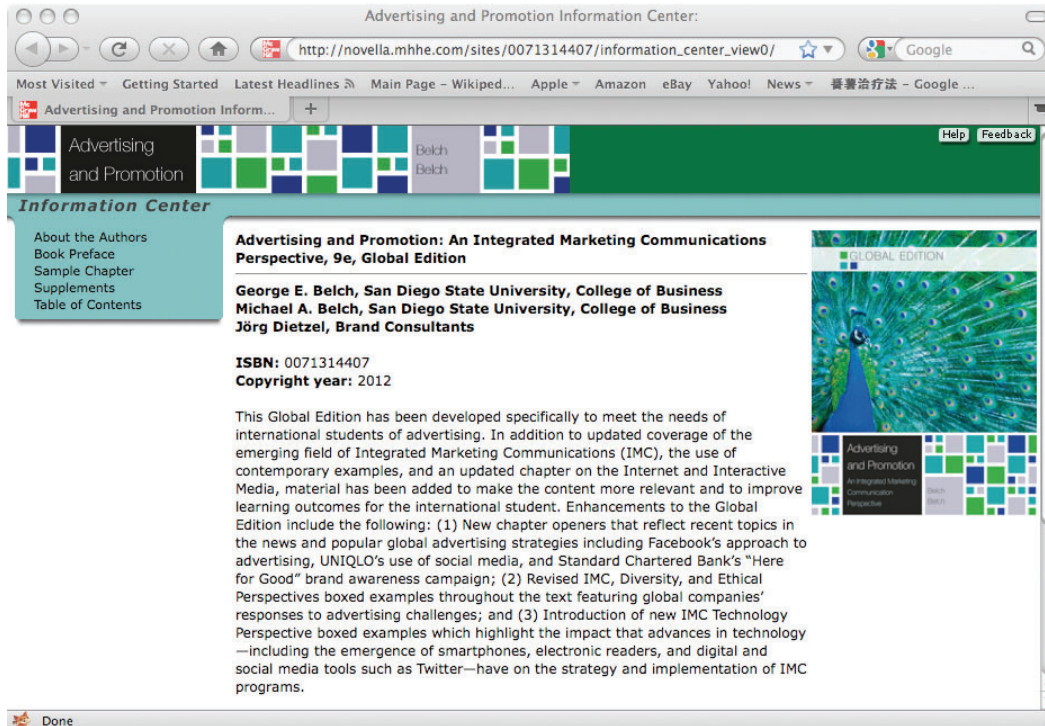 Advertising and Promotion Information Center:
http://novella.mhhe.com/sites/0071314407/information_center_view0/
Google
Most Visited Getting Started Latest Headlines Main Page – Wikiped... Apple Amazon eBay Yahoo! News 番薯治疗法 – Google ...
Advertising and Promotion Inform... +
Help Feedback
Advertising
and Promotion
Belch
Belch
Information Center
About the Authors
Book Preface
Sample Chapter
Supplements
Table of Contents
Advertising and Promotion: An Integrated Marketing Communications
Perspective, 9e, Global Edition
George E. Belch, San Diego State University, College of Business
Michael A. Belch, San Diego State University, College of Business
Jörg Dietzel, Brand Consultants
ISBN: 0071314407
Copyright year: 2012
This Global Edition has been developed specifically to meet the needs of
international students of advertising. In addition to updated coverage of the
emerging field of Integrated Marketing Communications (IMC), the use of
contemporary examples, and an updated chapter on the Internet and Interactive
Media, material has been added to make the content more relevant and to improve
learning outcomes for the international student. Enhancements to the Global
Edition include the following: (1) New chapter openers that reflect recent topics in
the news and popular global advertising strategies including Facebook's approach to
advertising, UNIQLO's use of social media, and Standard Chartered Bank's "Here
for Good" brand awareness campaign; (2) Revised IMC, Diversity, and Ethical
Perspectives boxed examples throughout the text featuring global companies'
responses to advertising challenges; and (3) Introduction of new IMC Technology
Perspective boxed examples which highlight the impact that advances in technology
—including the emergence of smartphones, electronic readers, and digital and
social media tools such as Twitter—have on the strategy and implementation of IMC
programs.
GLOBAL EDITION
Advertising
and Promotion
An Integrated Marketing
Communication
Perspective
Belch
Belch
Done